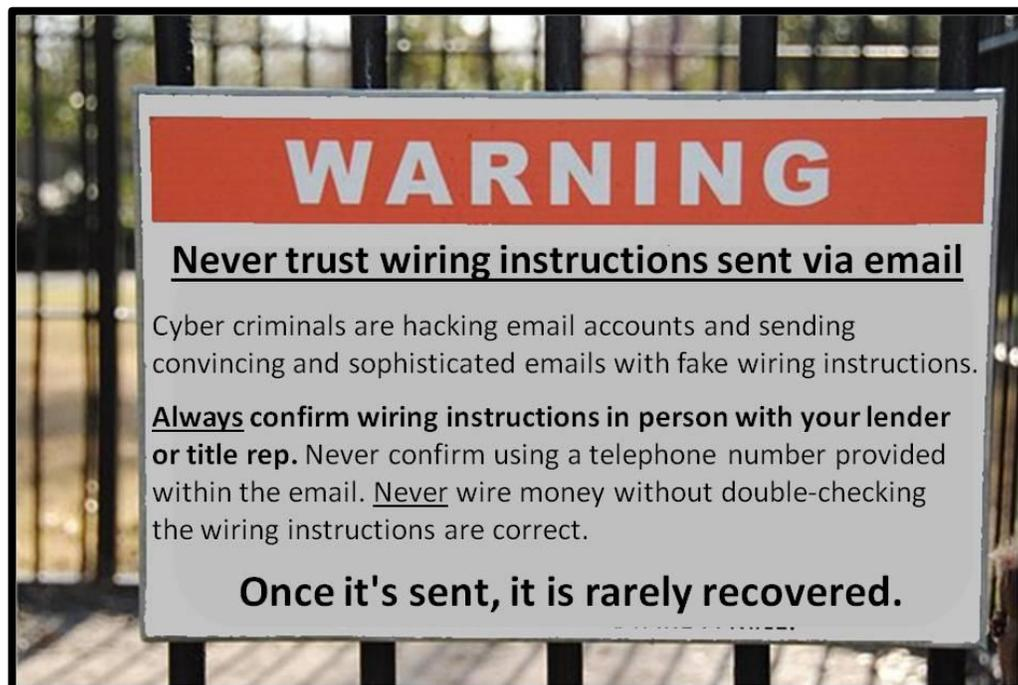 WARNING
Never trust wiring instructions sent via email
Cyber criminals are hacking email accounts and sending
convincing and sophisticated emails with fake wiring instructions.
Always confirm wiring instructions in person with your lender
or title rep. Never confirm using a telephone number provided
within the email. Never wire money without double-checking
the wiring instructions are correct.
Once it's sent, it is rarely recovered.